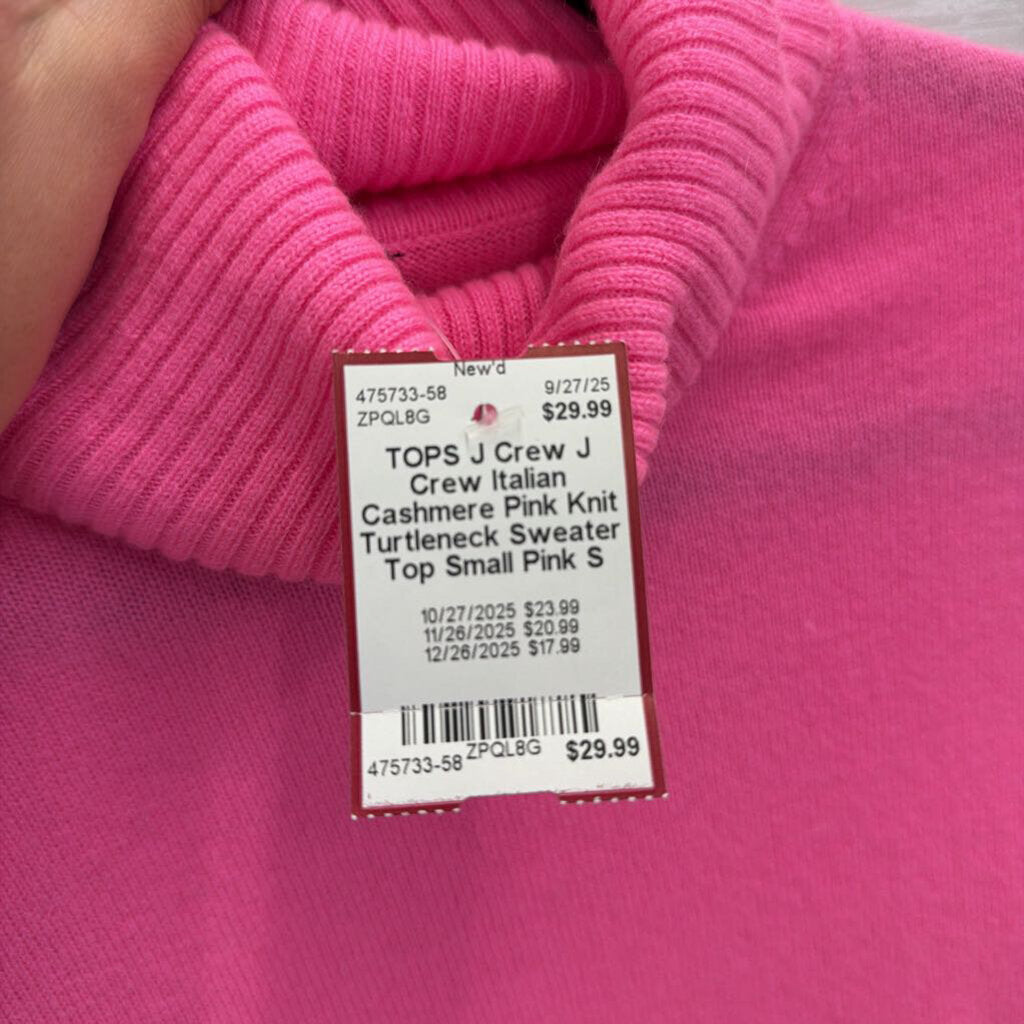 New'd
475733-58 9/27/25
ZPQL8G $29.99
TOPS J Crew J
Crew Italian
Cashmere Pink Knit
Turtleneck Sweater
Top Small Pink S
10/27/2025 $23.99
11/26/2025 $20.99
12/26/2025 $17.99
475733-58 ZPQL8G $29.99